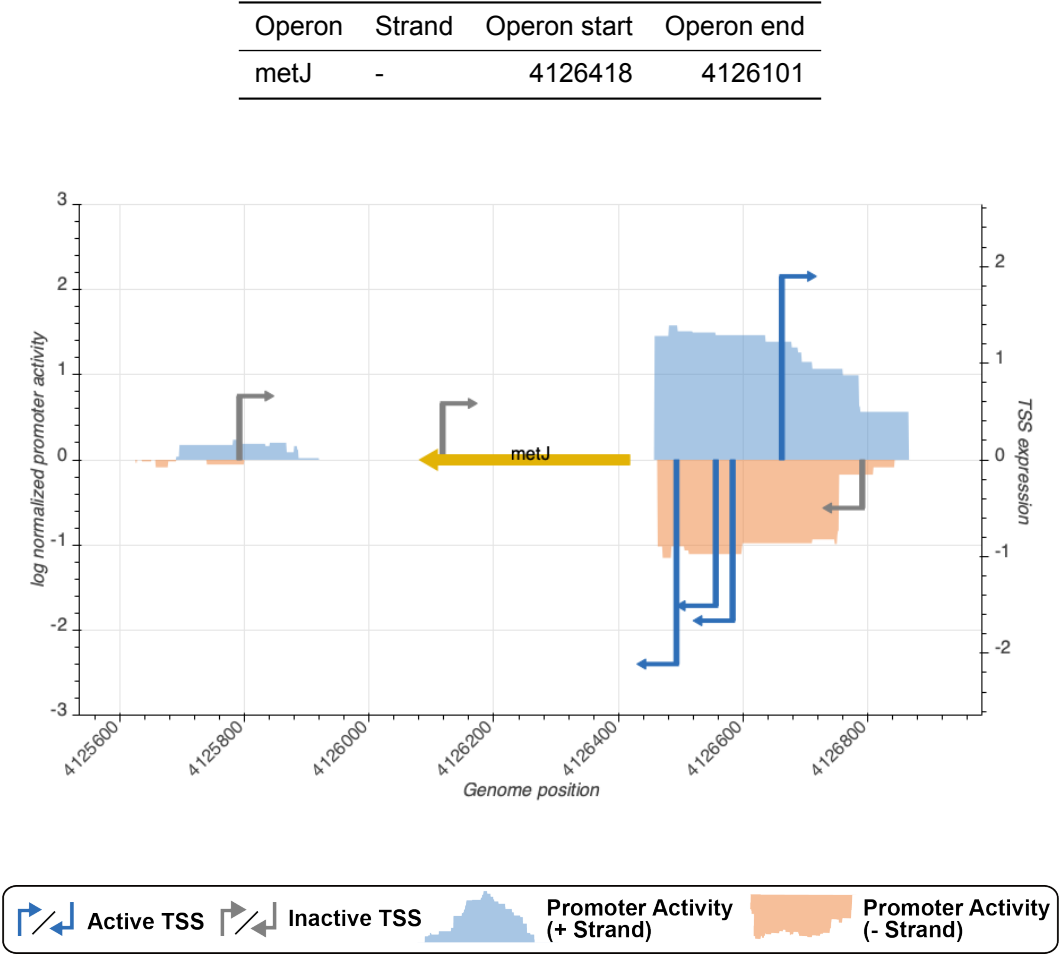 Operon Strand Operon start Operon end
metJ - 4126418 4126101
3
2
1
0
-1
-2
-3
log normalized promoter activity
metJ
2
1
0
-1
-2
TSS expression
4125600 4125800 4126000 4126200 4126400 4126600 4126800
Genome position
Active TSS Inactive TSS Promoter Activity (+ Strand) Promoter Activity (- Strand)